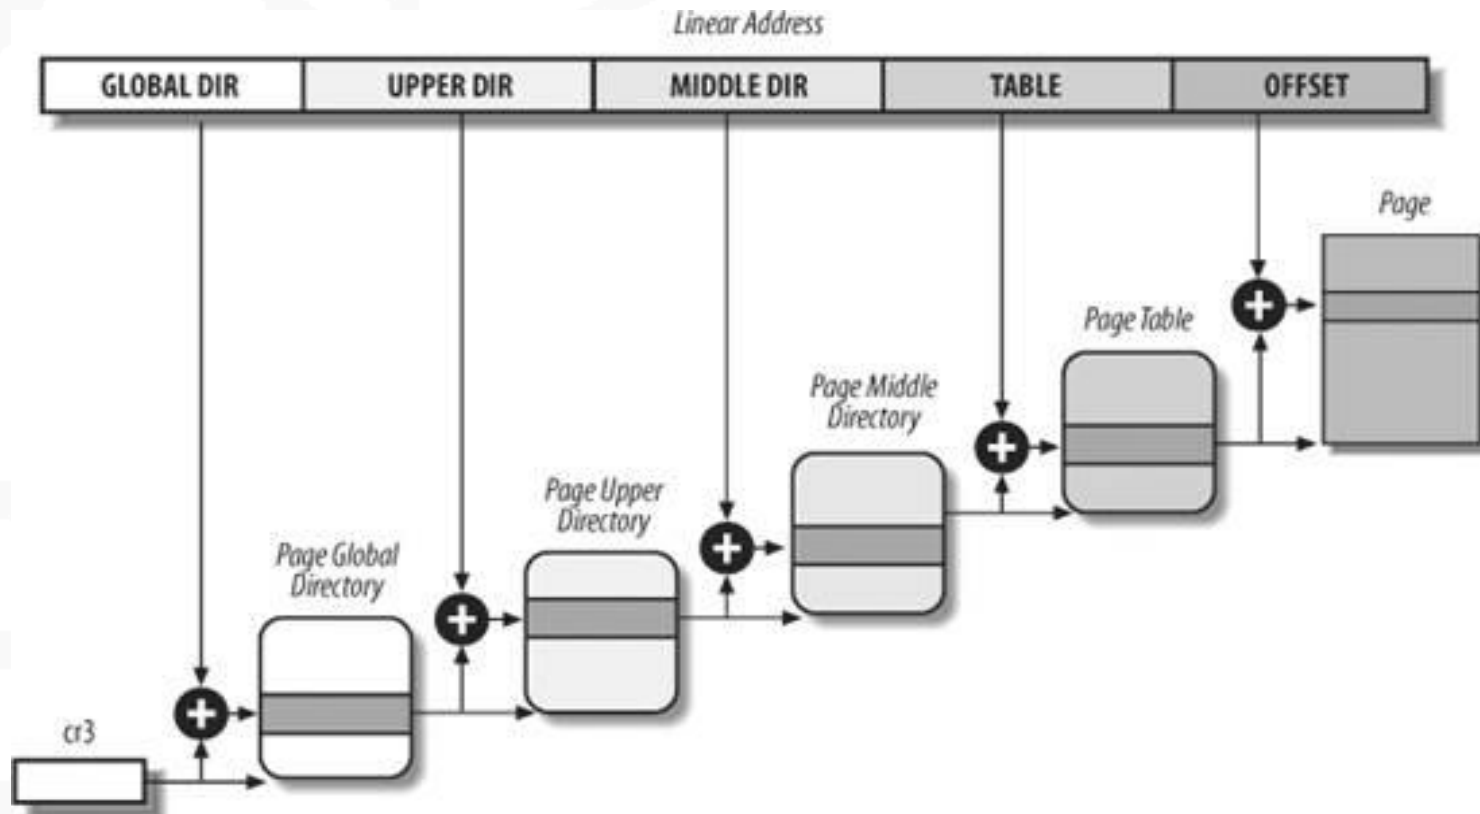 Linear Address
GLOBAL DIR
UPPER DIR
MIDDLE DIR
TABLE
OFFSET
Page
Page Table
Page Middle
Directory
Page Upper
Directory
Page Global
Directory
cr3